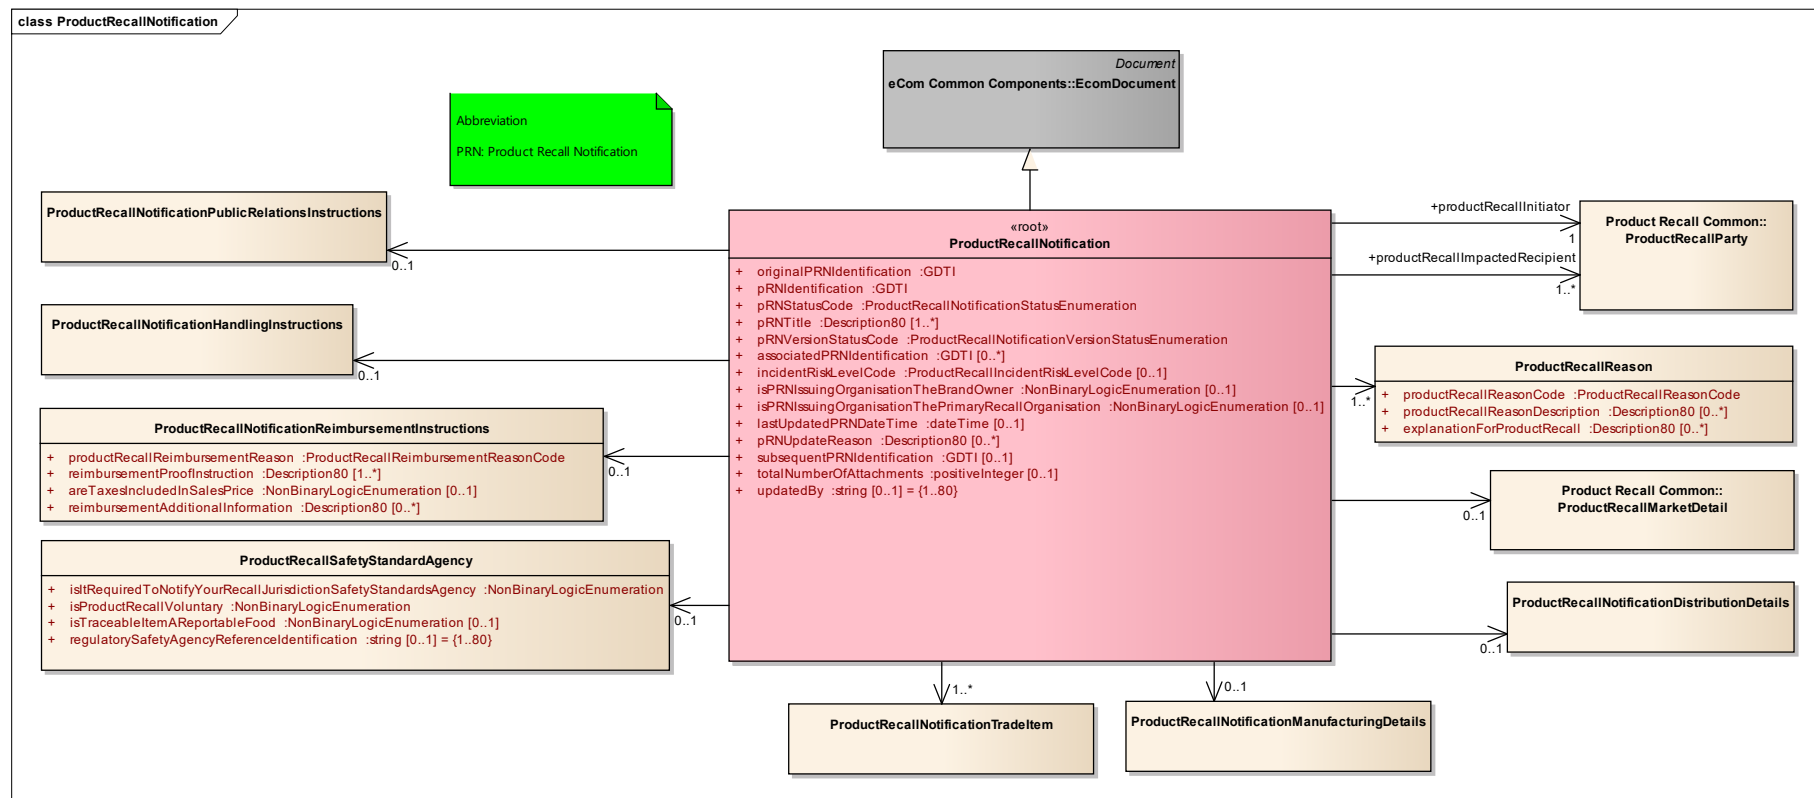 class ProductRecallNotification
Document
eCom Common Components::EcomDocument
Abbreviation
PRN: Product Recall Notification
ProductRecallNotificationPublicRelationsInstructions
0..1
ProductRecallNotificationHandlingInstructions
0..1
ProductRecallNotificationReimbursementInstructions
+ productRecallReimbursementReason :ProductRecallReimbursementReasonCode
+ reimbursementProofInstruction :Description80 [1..*]
+ areTaxesIncludedInSalesPrice :NonBinaryLogicEnumeration [0..1]
+ reimbursementAdditionalInformation :Description80 [0..*]
0..1
ProductRecallSafetyStandardAgency
+ isItRequiredToNotifyYourRecallJurisdictionSafetyStandardsAgency :NonBinaryLogicEnumeration
+ isProductRecallVoluntary :NonBinaryLogicEnumeration
+ isTraceableItemAReportableFood :NonBinaryLogicEnumeration [0..1]
+ regulatorySafetyAgencyReferenceIdentification :string [0..1] = {1..80}
0..1
«root»
ProductRecallNotification
+ originalPRNIdentification :GDTI
+ pRNIdentification :GDTI
+ pRNStatusCode :ProductRecallNotificationStatusEnumeration
+ pRNTitle :Description80 [1..*]
+ pRNVersionStatusCode :ProductRecallNotificationVersionStatusEnumeration
+ associatedPRNIdentification :GDTI [0..*]
+ incidentRiskLevelCode :ProductRecallIncidentRiskLevelCode [0..1]
+ isPRNIssuingOrganisationTheBrandOwner :NonBinaryLogicEnumeration [0..1]
+ isPRNIssuingOrganisationThePrimaryRecallOrganisation :NonBinaryLogicEnumeration [0..1]
+ lastUpdatedPRNDateTime :dateTime [0..1]
+ pRNUpdateReason :Description80 [0..*]
+ subsequentPRNIdentification :GDTI [0..1]
+ totalNumberOfAttachments :positiveInteger [0..1]
+ updatedBy :string [0..1] = {1..80}
+productRecallInitiator
1
+productRecallImpactedRecipient
1..*
Product Recall Common::
ProductRecallParty
ProductRecallReason
+ productRecallReasonCode :ProductRecallReasonCode
+ productRecallReasonDescription :Description80 [0..*]
+ explanationForProductRecall :Description80 [0..*]
1..*
Product Recall Common::
ProductRecallMarketDetail
0..1
ProductRecallNotificationDistributionDetails
0..1
1..*
ProductRecallNotificationTradeItem
0..1
ProductRecallNotificationManufacturingDetails